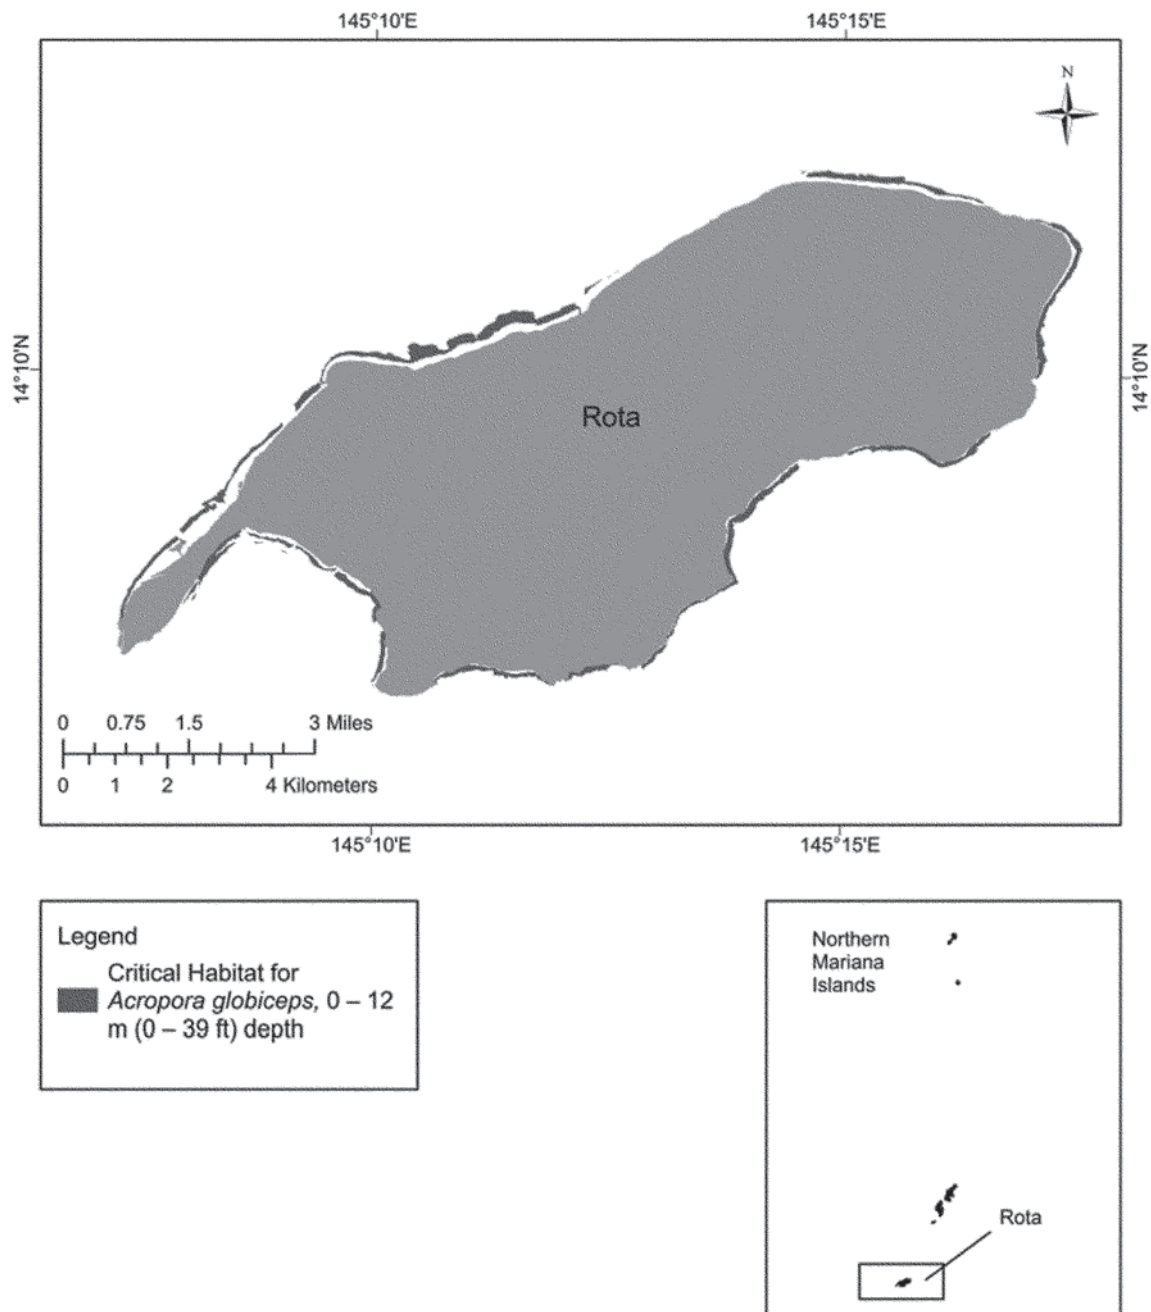 145°10'E 145°15'E
N
14°10'N 14°10'N
Rota
0 0.75 1.5 3 Miles
0 1 2 4 Kilometers
145°10'E 145°15'E
Legend
Critical Habitat for
Acropora globiceps, 0 – 12
m (0 – 39 ft) depth
Northern
Mariana
Islands
Rota